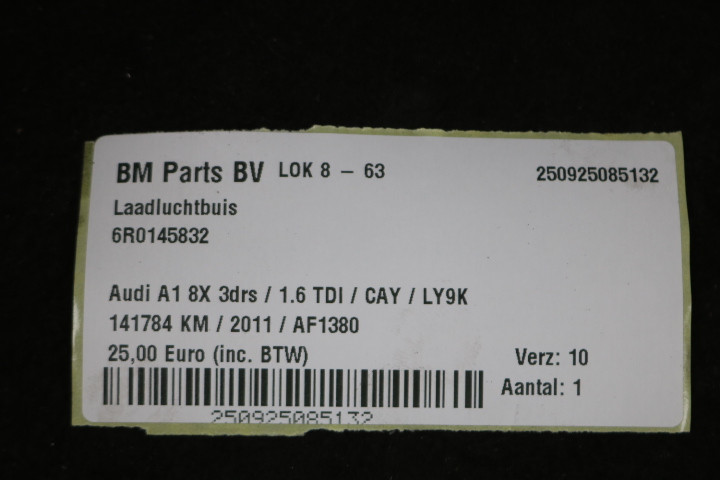 BM Parts BV LOK 8 - 63 250925085132
Laadluchtbuis
6R0145832
Audi A1 8X 3drs / 1.6 TDI / CAY / LY9K
141784 KM / 2011 / AF1380
25,00 Euro (inc. BTW) Verz: 10
Aantal: 1
250925085132